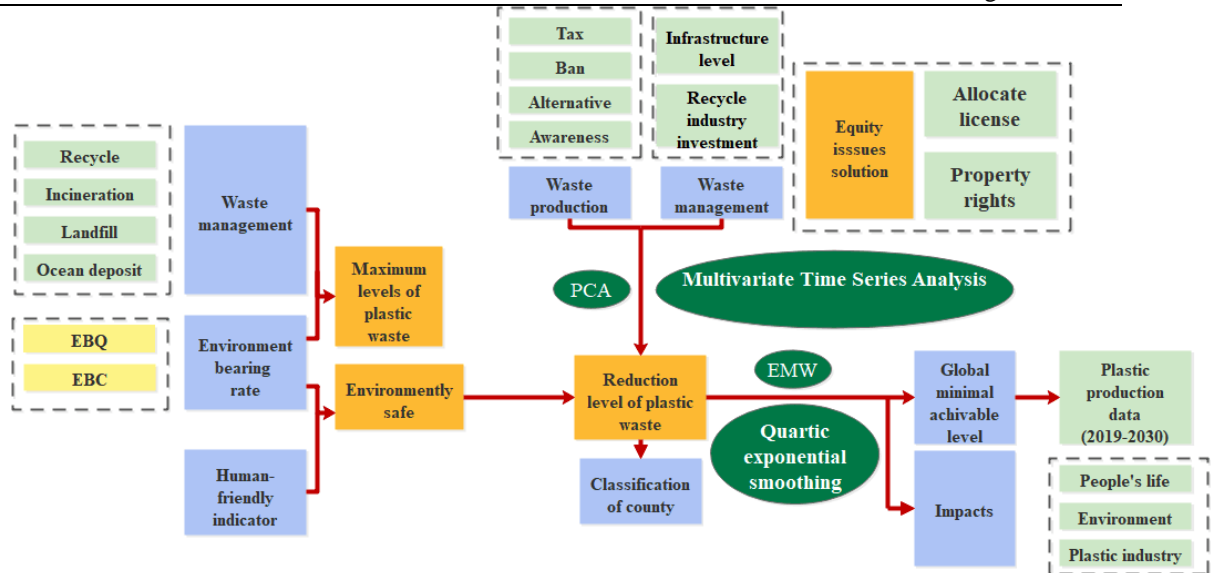 Tax
Ban
Alternative
Awareness
Infrastructure
level
Recycle
industry
investment
Equity
isssues
solution
Allocate
license
Property
rights
Recycle
Incineration
Landfill
Ocean deposit
Waste
management
Waste
production
Waste
management
Maximum
levels of
plastic
waste
PCA
Multivariate Time Series Analysis
EBQ
EBC
Environment
bearing
rate
Environmently
safe
Human-
friendly
indicator
Reduction
level of plastic
waste
EMW
Quartic
exponential
smoothing
Classification
of county
Global
minimal
achivable
level
Plastic
production
data
(2019-2030)
Impacts
People's life
Environment
Plastic industry